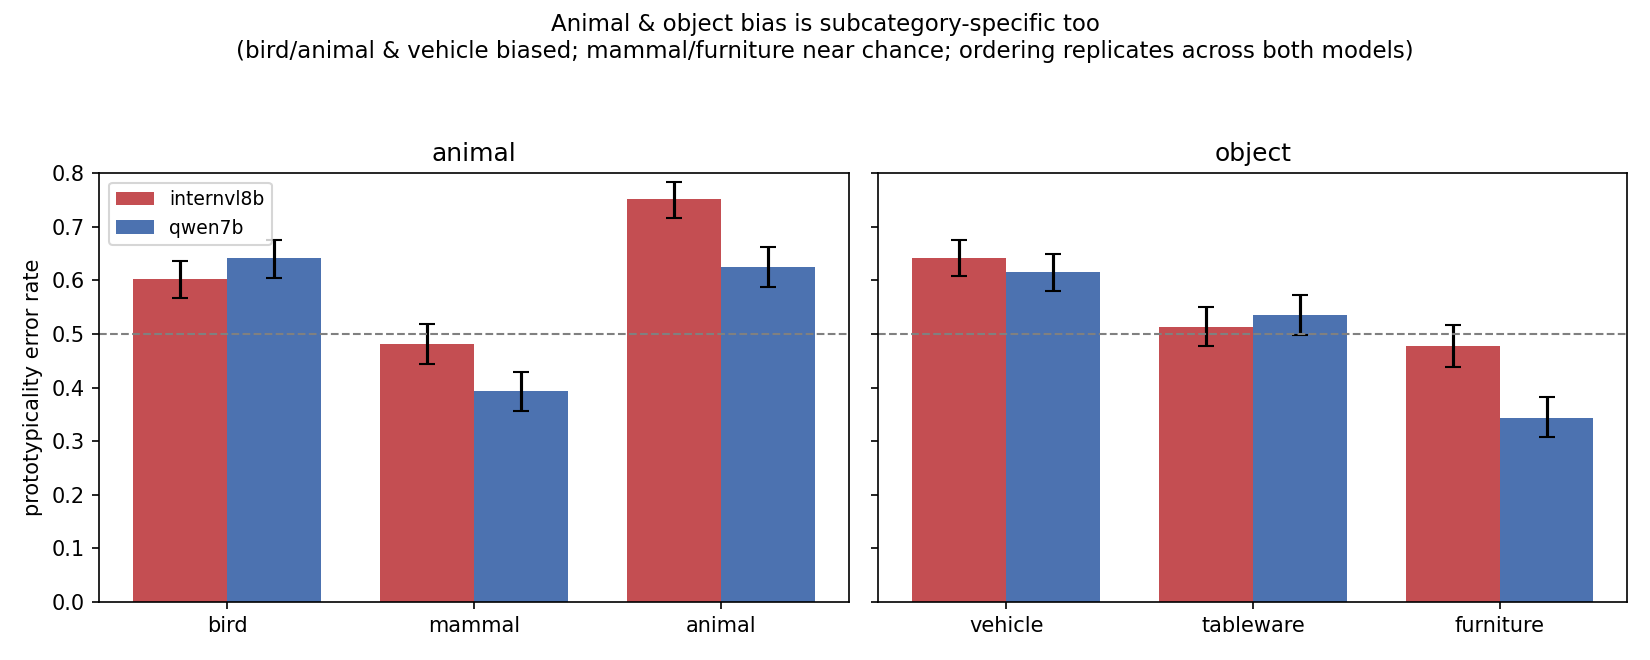 Animal & object bias is subcategory-specific too
(bird/animal & vehicle biased; mammal/furniture near chance; ordering replicates across both models)
animal
object
internvl8b
qwen7b
prototypicality error rate
0.8
0.7
0.6
0.5
0.4
0.3
0.2
0.1
0.0
bird
mammal
animal
vehicle
tableware
furniture